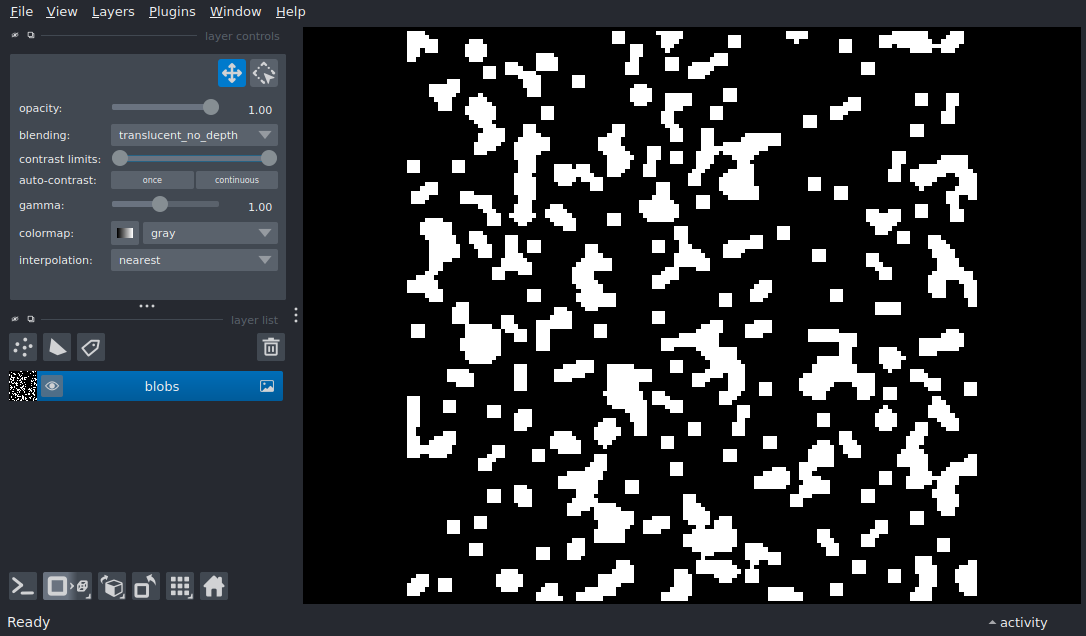 File View Layers Plugins Window Help
layer controls
opacity: 1.00
blending: translucent_no_depth
contrast limits:
auto-contrast: once continuous
gamma: 1.00
colormap: gray
interpolation: nearest
layer list
blobs
Ready
activity